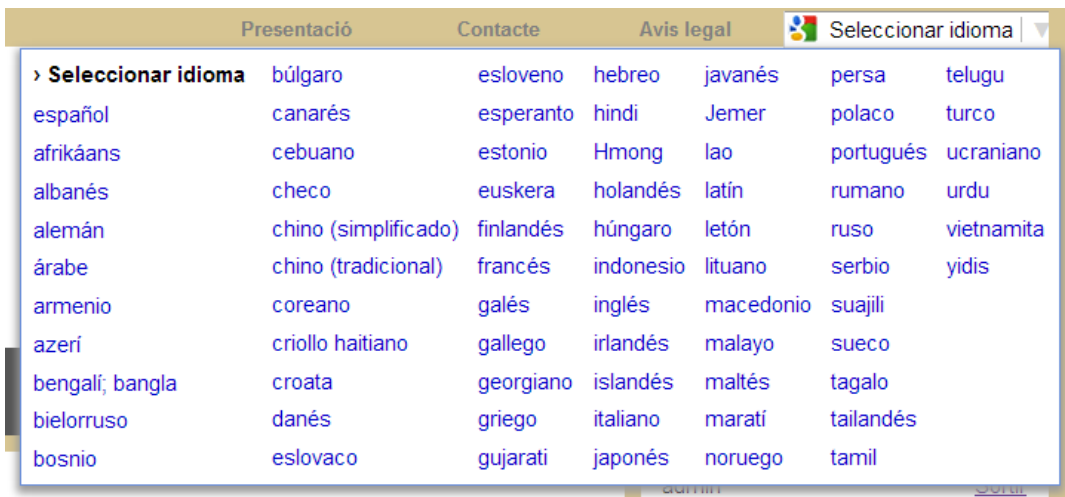 Presentació Contacte Avis legal Seleccionar idioma
› Seleccionar idioma búlgaro esloveno hebreo javanés persa telugu
español canarés esperanto hindi Jemer polaco turco
afrikáans cebuano estonio Hmong lao portugués ucraniano
albanés checo euskera holandés latín rumano urdu
alemán chino (simplificado) finlandés húngaro letón ruso vietnamita
árabe chino (tradicional) francés indonesio lituano serbio yidis
armenio coreano galés inglés macedonio suajili
azerí criollo haitiano gallego irlandés malayo sueco
bengalí; bangla croata georgiano islandés maltés tagalo
bielorruso danés griego italiano maratí tailandés
bosnio eslovaco gujarati japonés noruego tamil
admin Sortir